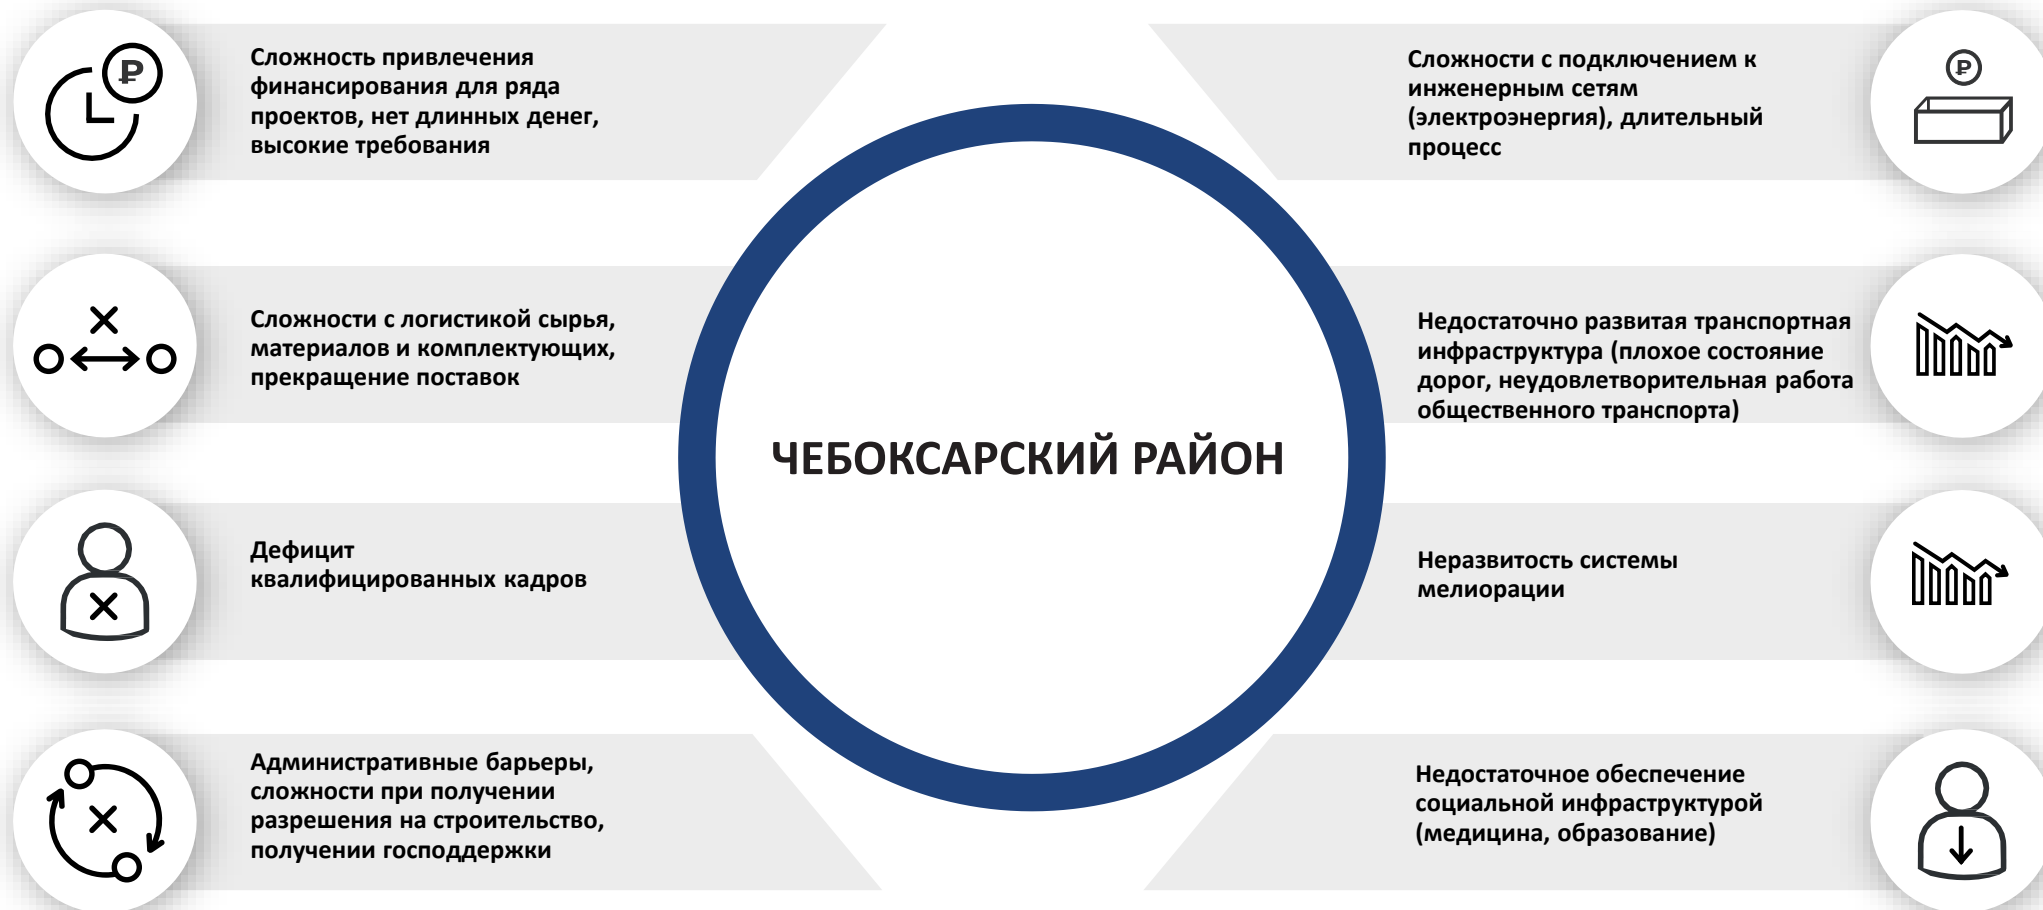 Сложность привлечения
финансирования для ряда
проектов, нет длинных денег,
высокие требования
Сложности с логистикой сырья,
материалов и комплектующих,
прекращение поставок
Дефицит
квалифицированных кадров
Административные барьеры,
сложности при получении
разрешения на строительство,
получении господдержки
ЧЕБОКСАРСКИЙ РАЙОН
Сложности с подключением к
инженерным сетям
(электроэнергия), длительный
процесс
Недостаточно развитая транспортная
инфраструктура (плохое состояние
дорог, неудовлетворительная работа
общественного транспорта)
Неразвитость системы
мелиорации
Недостаточное обеспечение
социальной инфраструктурой
(медицина, образование)